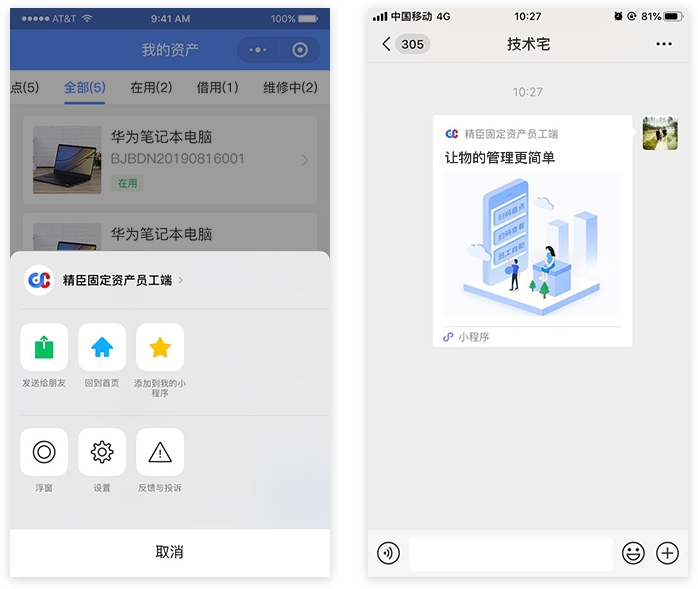 AT&T 9:41 AM 100%
我的资产
点(5) 全部(5) 在用(2) 借用(1) 维修中(2)
华为笔记本电脑
BJBDN20190816001
在用
华为笔记本电脑
精臣固定资产员工端
发送给朋友 回到首页 添加到我的小
程序
浮窗 设置 反馈与投诉
取消
中国移动 4G 10:27 81%
305 技术宅
10:27
精臣固定资产员工端
让物的管理更简单
扫码盘点
扫码查看
员工自助
小程序